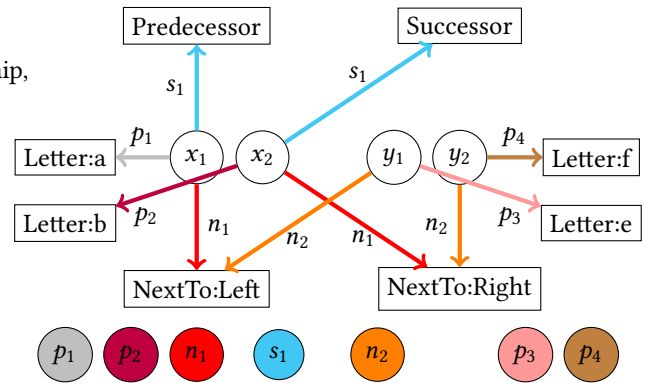 Predecessor Successor
hip,
s₁ s₁
p₁ x₁ x₂ y₁ y₂ p₄
Letter:a Letter:f
Letter:b p₂ n₁ n₂ n₁ n₂ p₃ Letter:e
NextTo:Left NextTo:Right
p₁ p₂ n₁ s₁ n₂ p₃ p₄